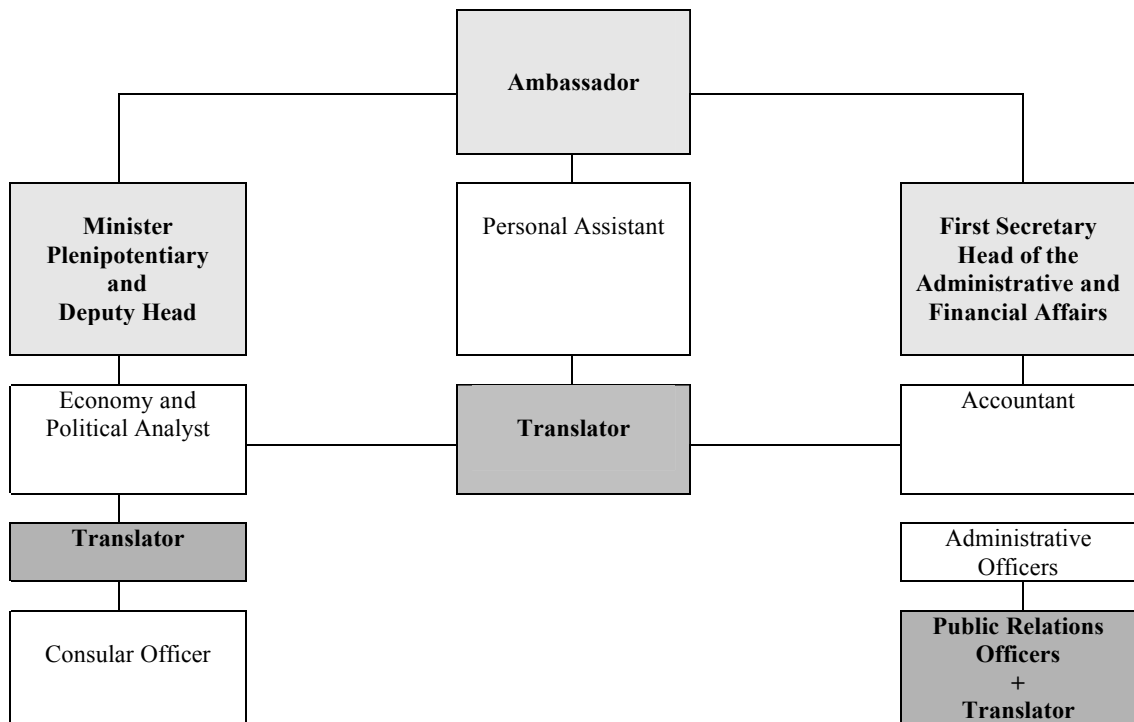 Ambassador
Minister
Plenipotentiary
and
Deputy Head
Personal Assistant
First Secretary
Head of the
Administrative and
Financial Affairs
Economy and
Political Analyst
Translator
Accountant
Translator
Administrative
Officers
Consular Officer
Public Relations
Officers
+
Translator